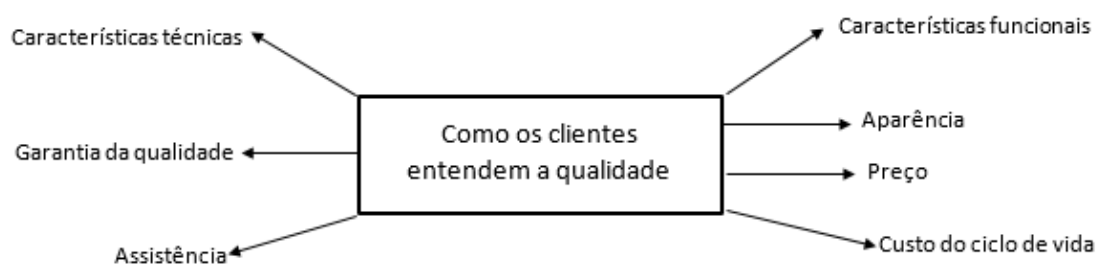 Características técnicas
Características funcionais
Como os clientes
entendem a qualidade
Aparência
Garantia da qualidade
Preço
Assistência
Custo do ciclo de vida